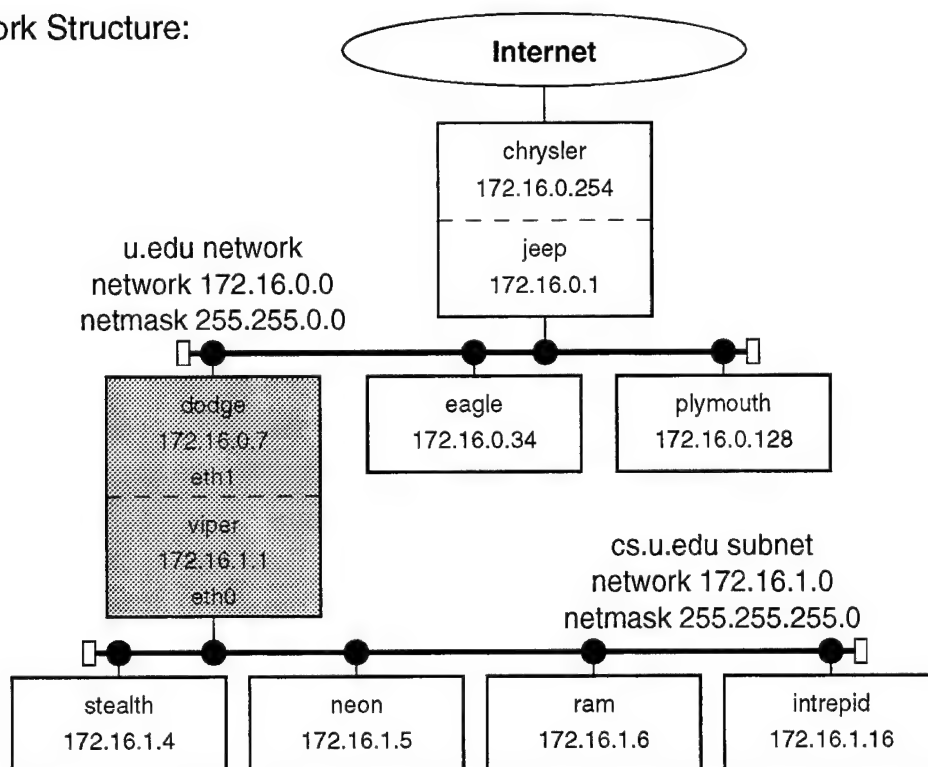 ork Structure:
Internet
chrysler
172.16.0.254
jeep
172.16.0.1
u.edu network
network 172.16.0.0
netmask 255.255.0.0
dodge
172.16.0.7
eth1
viper
172.16.1.1
eth0
eagle
172.16.0.34
plymouth
172.16.0.128
cs.u.edu subnet
network 172.16.1.0
netmask 255.255.255.0
stealth
172.16.1.4
neon
172.16.1.5
ram
172.16.1.6
intrepid
172.16.1.16